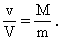 v/V = M/m.